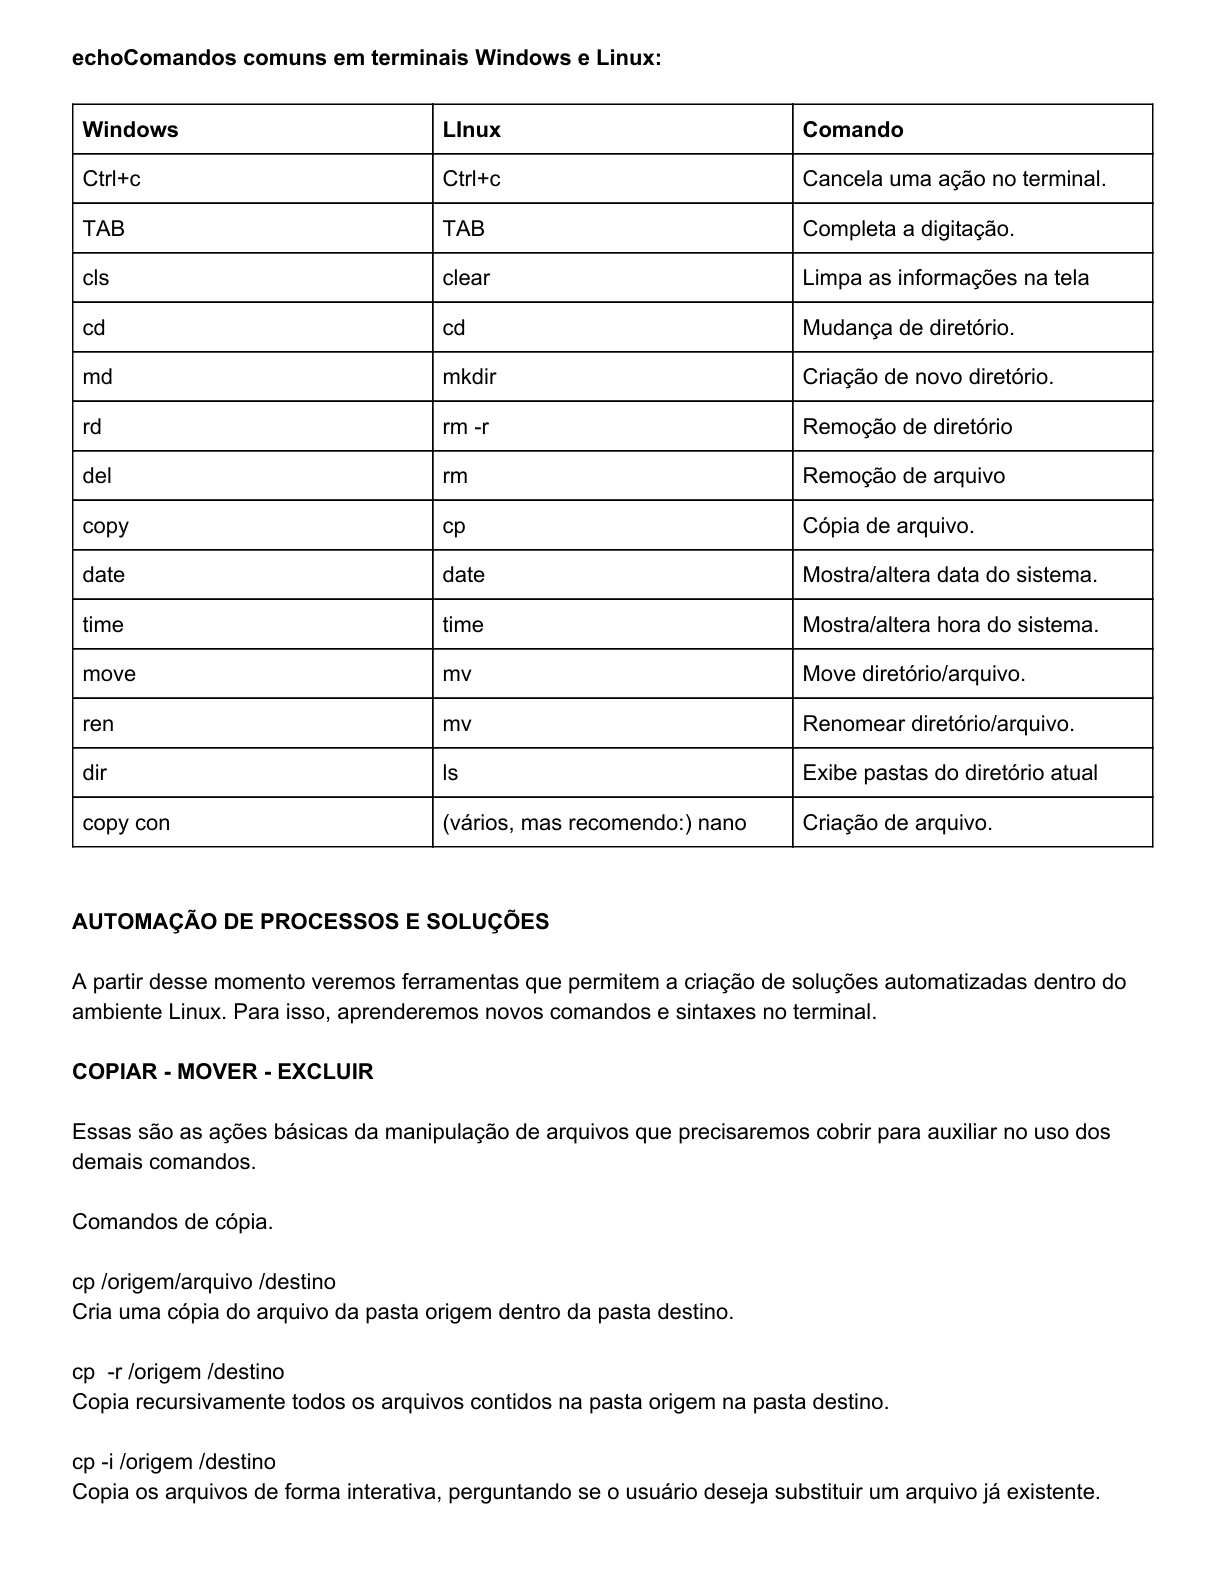 echoComandos comuns em terminais Windows e Linux:
Windows LInux Comando
Ctrl+c Ctrl+c Cancela uma ação no terminal.
TAB TAB Completa a digitação.
cls clear Limpa as informações na tela
cd cd Mudança de diretório.
md mkdir Criação de novo diretório.
rd rm -r Remoção de diretório
del rm Remoção de arquivo
copy cp Cópia de arquivo.
date date Mostra/altera data do sistema.
time time Mostra/altera hora do sistema.
move mv Move diretório/arquivo.
ren mv Renomear diretório/arquivo.
dir ls Exibe pastas do diretório atual
copy con (vários, mas recomendo:) nano Criação de arquivo.
AUTOMAÇÃO DE PROCESSOS E SOLUÇÕES
A partir desse momento veremos ferramentas que permitem a criação de soluções automatizadas dentro do
ambiente Linux. Para isso, aprenderemos novos comandos e sintaxes no terminal.
COPIAR - MOVER - EXCLUIR
Essas são as ações básicas da manipulação de arquivos que precisaremos cobrir para auxiliar no uso dos
demais comandos.
Comandos de cópia.
cp /origem/arquivo /destino
Cria uma cópia do arquivo da pasta origem dentro da pasta destino.
cp  -r /origem /destino
Copia recursivamente todos os arquivos contidos na pasta origem na pasta destino.
cp -i /origem /destino
Copia os arquivos de forma interativa, perguntando se o usuário deseja substituir um arquivo já existente.